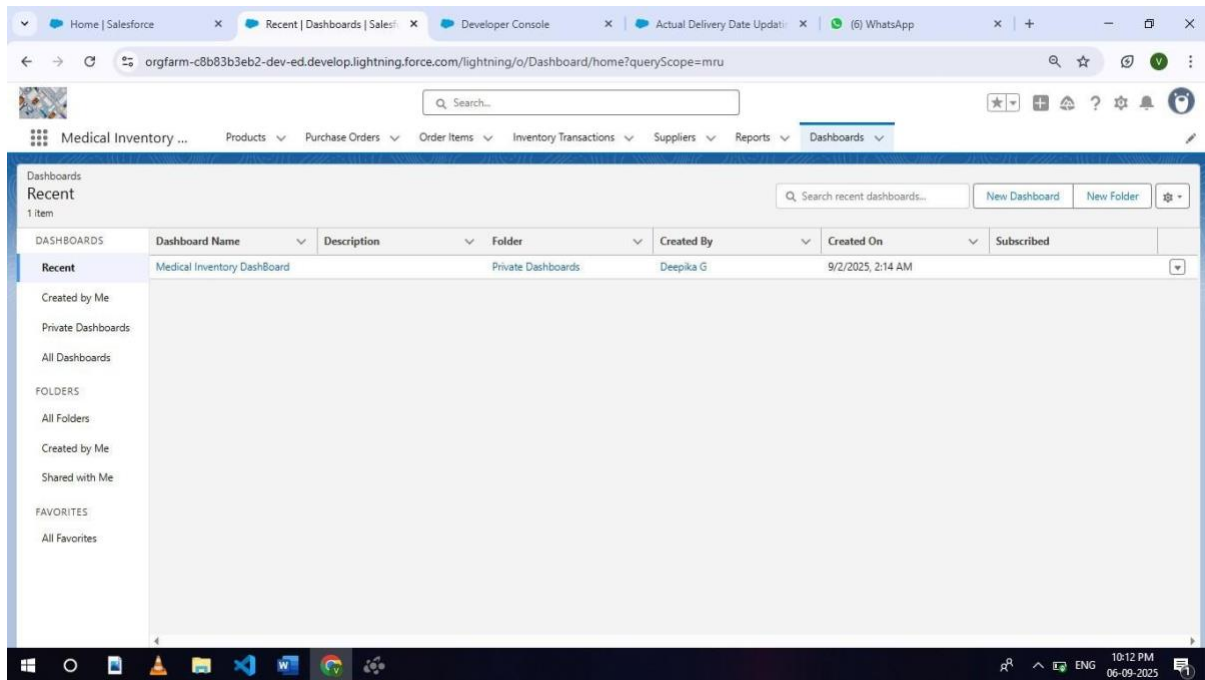 Home | Salesforce
Recent | Dashboards | Salesf
Developer Console
Actual Delivery Date Updatin
(6) WhatsApp
orgfarm-c8b83b3eb2-dev-ed.develop.lightning.force.com/lightning/o/Dashboard/home?queryScope=mru
V
Search...
Medical Inventory ... Products Purchase Orders Order Items Inventory Transactions Suppliers Reports Dashboards
Dashboards
Recent
1 item
Search recent dashboards...
New Dashboard
New Folder
DASHBOARDS
Dashboard Name Description Folder Created By Created On Subscribed
Recent
Medical Inventory DashBoard Private Dashboards Deepika G 9/2/2025, 2:14 AM
Created by Me
Private Dashboards
All Dashboards
FOLDERS
All Folders
Created by Me
Shared with Me
FAVORITES
All Favorites
ENG
10:12 PM
06-09-2025